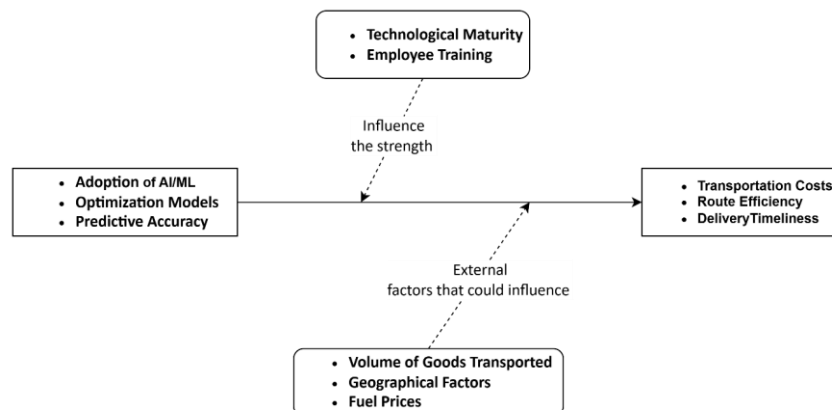 • Technological Maturity
• Employee Training
Influence
the strength
• Adoption of AI/ML
• Optimization Models
• Predictive Accuracy
• Transportation Costs
• Route Efficiency
• DeliveryTimeliness
External
factors that could influence
• Volume of Goods Transported
• Geographical Factors
• Fuel Prices